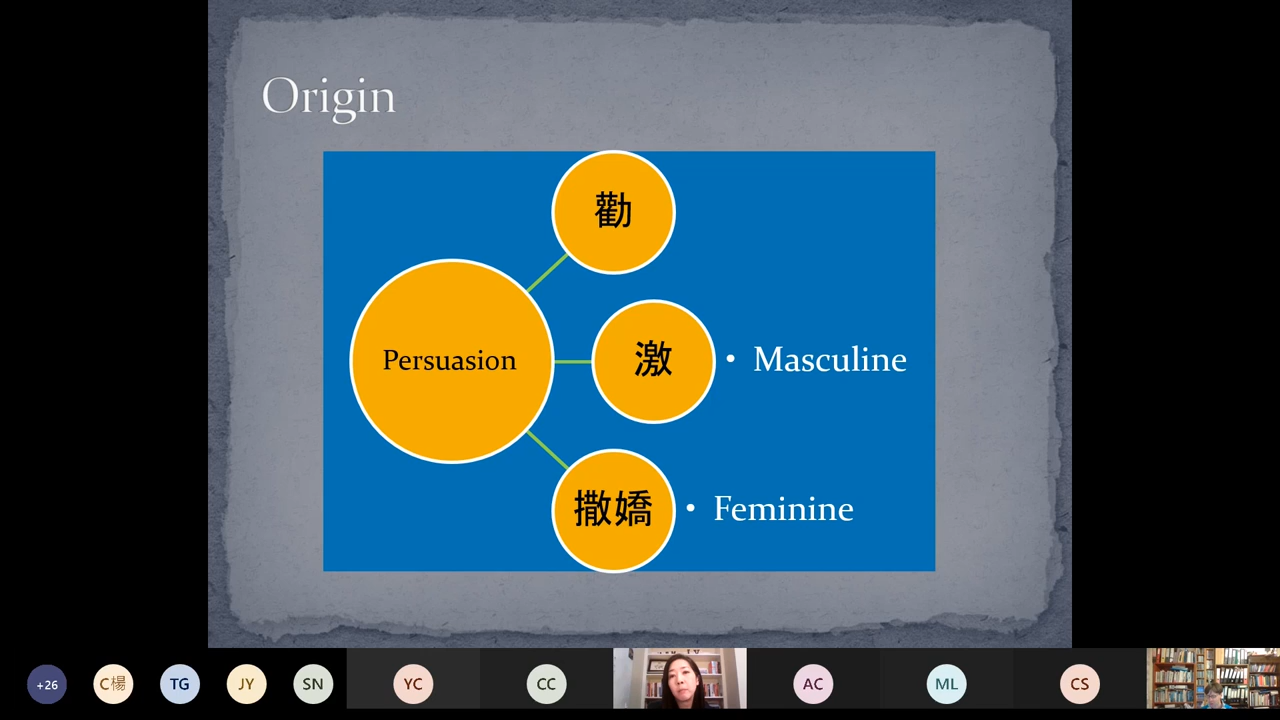 Origin
勸
Persuasion
激
• Masculine
撒嬌
• Feminine
+26
C楊
TG
JY
SN
YC
CC
AC
ML
CS